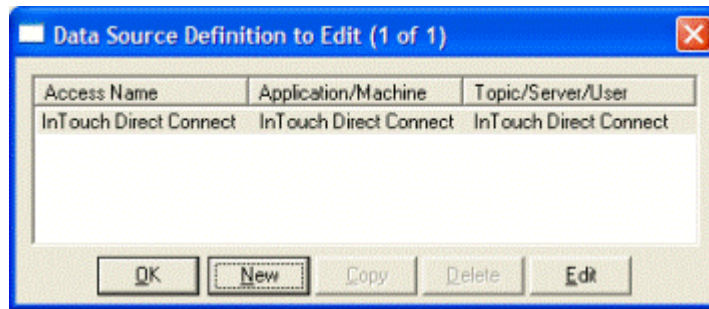 Data Source Definition to Edit (1 of 1)
Access Name Application/Machine Topic/Server/User
InTouch Direct Connect InTouch Direct Connect InTouch Direct Connect
OK New Copy Delete Edit